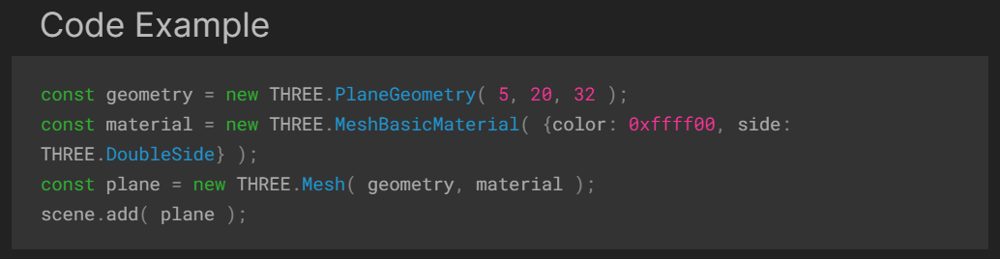 Code Example
const geometry = new THREE.PlaneGeometry( 5, 20, 32 );
const material = new THREE.MeshBasicMaterial( {color: 0xffff00, side:
THREE.DoubleSide} );
const plane = new THREE.Mesh( geometry, material );
scene.add( plane );